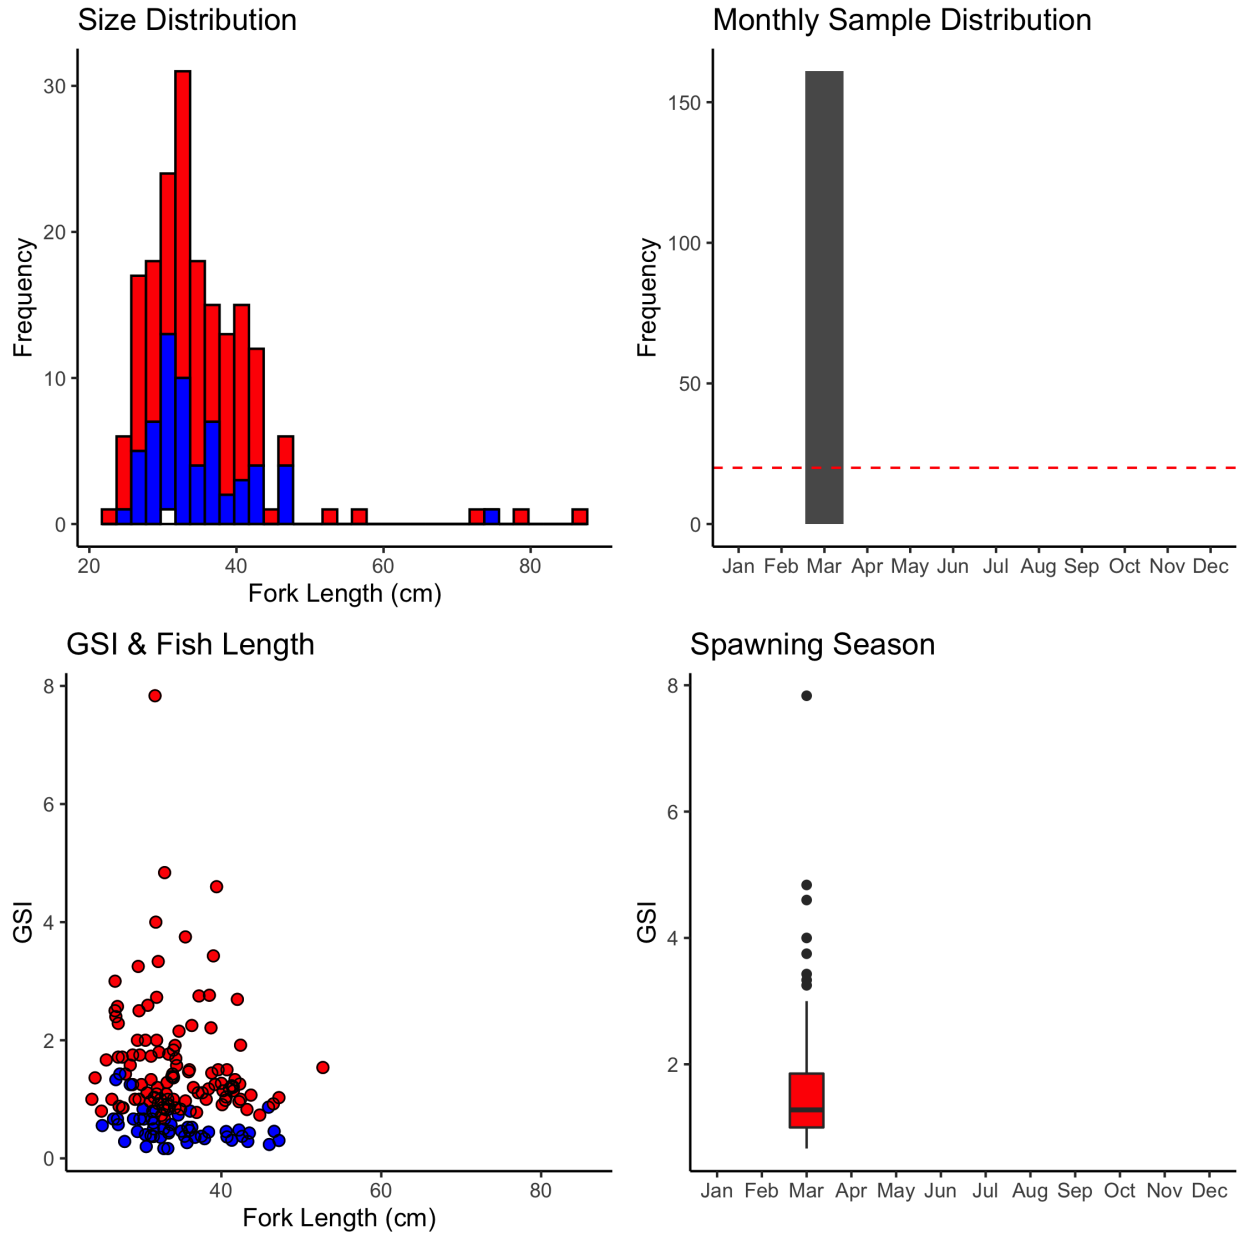 Size Distribution
30
20
10
0
Frequency
20 40 60 80
Fork Length (cm)
Monthly Sample Distribution
150
100
50
0
Frequency
Jan Feb Mar Apr May Jun Jul Aug Sep Oct Nov Dec
GSI & Fish Length
8
6
4
2
0
GSI
40 60 80
Fork Length (cm)
Spawning Season
8
6
4
2
GSI
Jan Feb Mar Apr May Jun Jul Aug Sep Oct Nov Dec